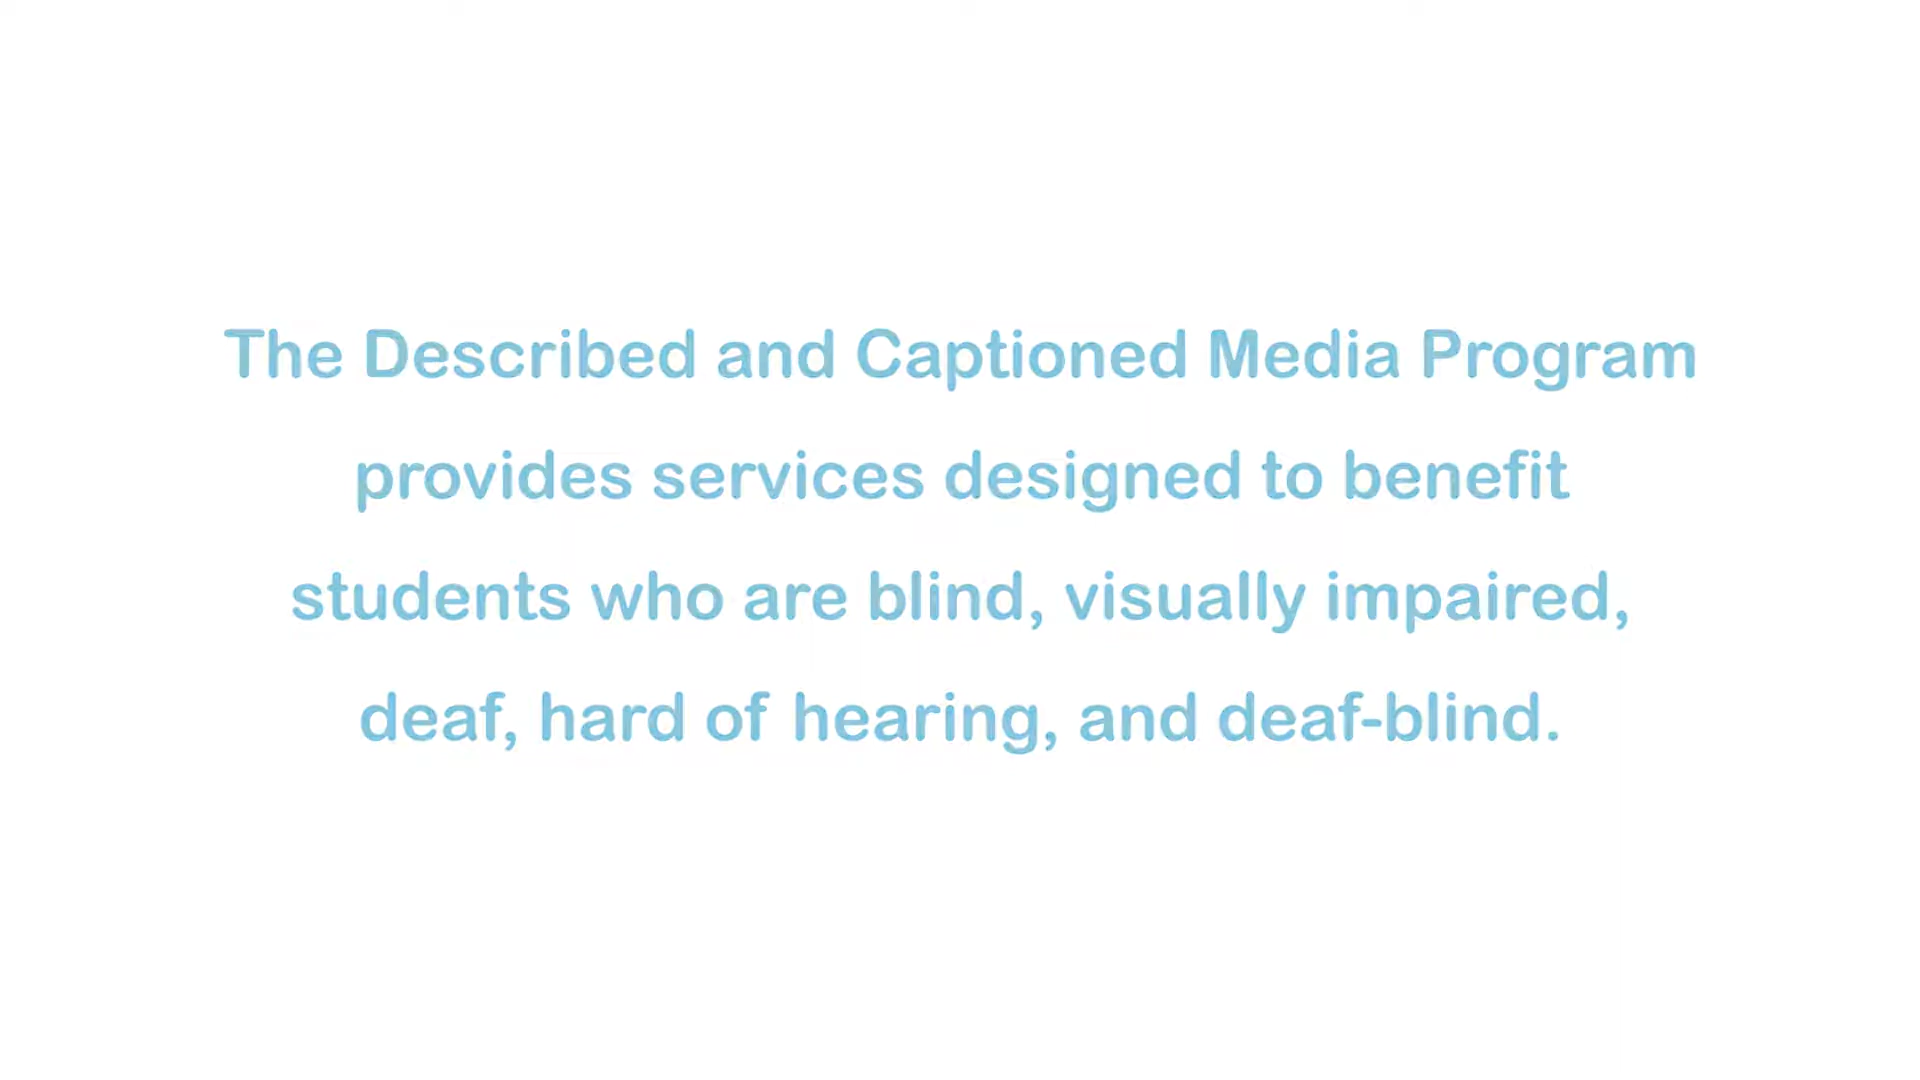 The Described and Captioned Media Program
provides services designed to benefit
students who are blind, visually impaired,
deaf, hard of hearing, and deaf-blind.